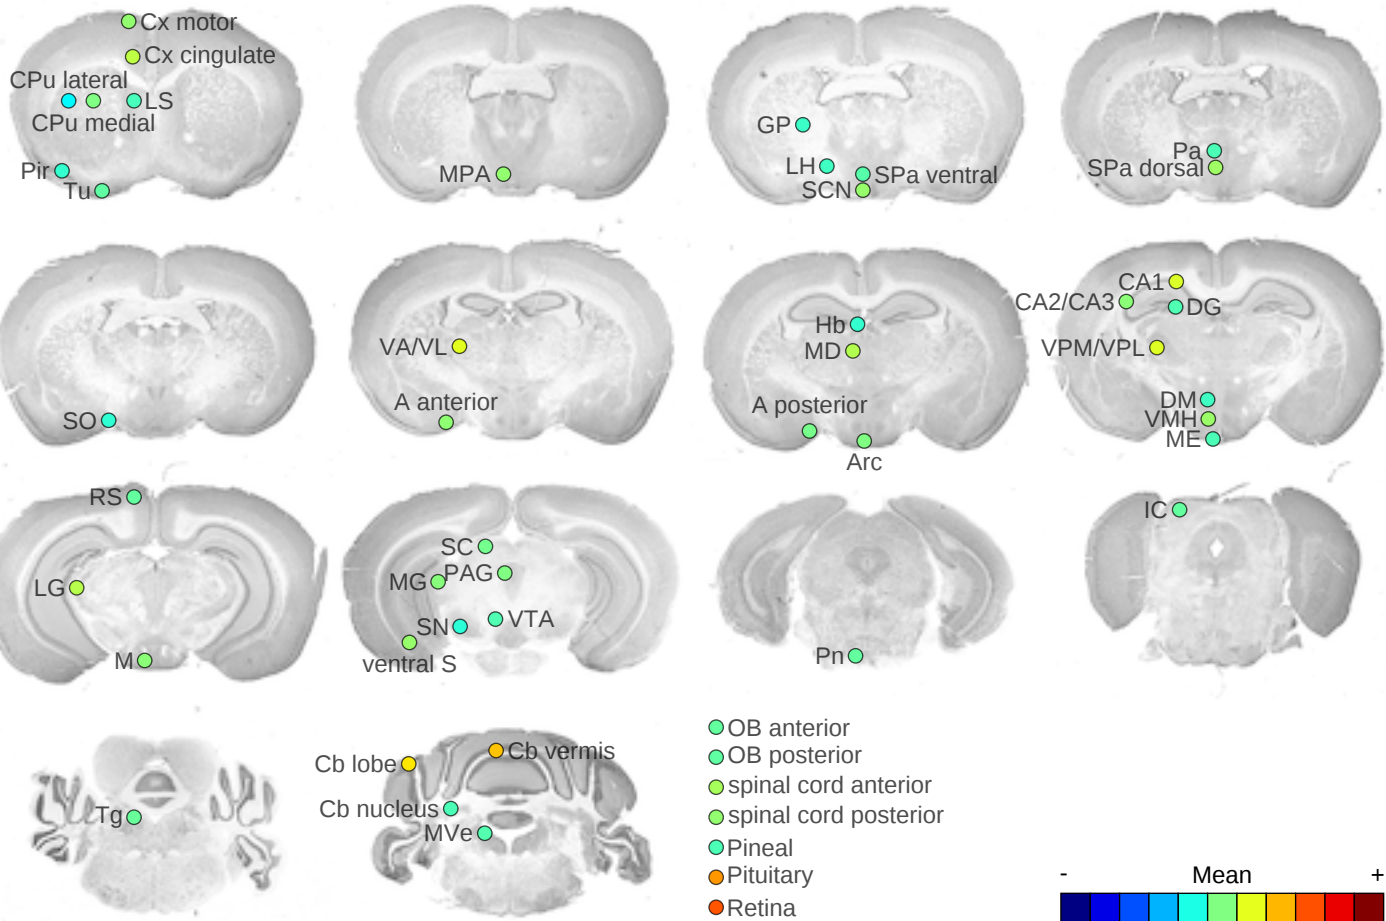 Cx motor
Cx cingulate
CPu lateral
LS
CPu medial
Pir
Tu
MPA
GP
LH
SPa ventral
SCN
Pa
SPa dorsal
SO
VA/VL
A anterior
Hb
MD
A posterior
Arc
CA1
CA2/CA3
DG
VPM/VPL
DM
VMH
ME
RS
LG
M
SC
MG
PAG
SN
VTA
ventral S
Pn
IC
Tg
Cb lobe
Cb vermis
Cb nucleus
MVe
OB anterior
OB posterior
spinal cord anterior
spinal cord posterior
Pineal
Pituitary
Retina
- Mean +